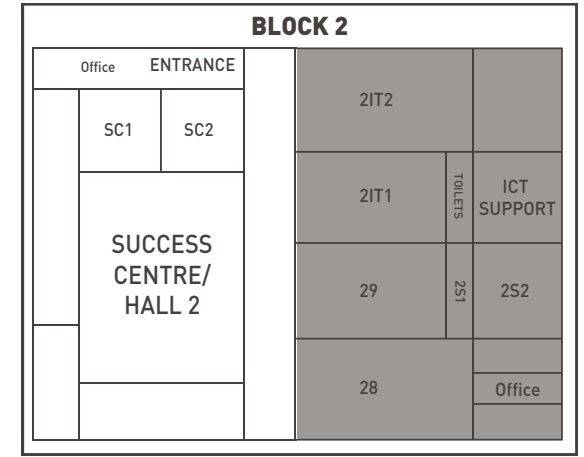 BLOCK 2
Office ENTRANCE
SC1 SC2
SUCCESS
CENTRE/
HALL 2
2IT2
2IT1
TOILETS
ICT
SUPPORT
29
2S1
2S2
28
Office